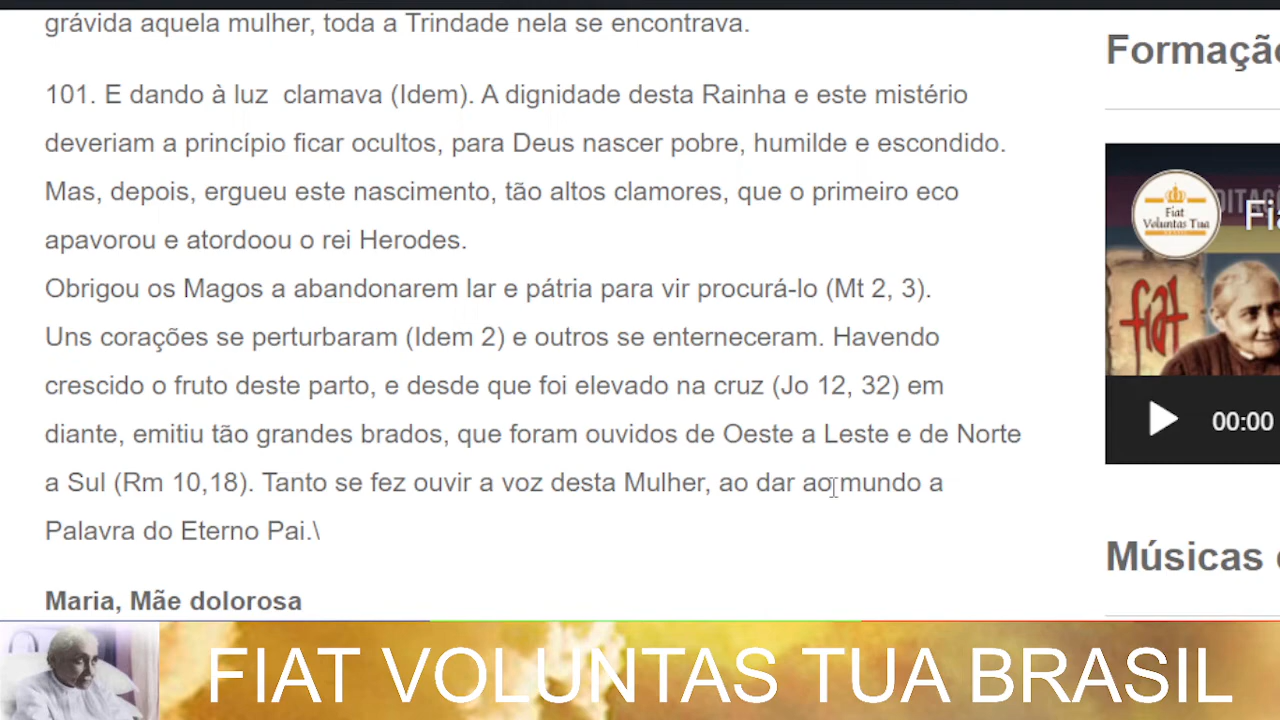 grávida aquela mulher, toda a Trindade nela se encontrava.
101. E dando à luz  clamava (Idem). A dignidade desta Rainha e este mistério
deveriam a princípio ficar ocultos, para Deus nascer pobre, humilde e escondido.
Mas, depois, ergueu este nascimento, tão altos clamores, que o primeiro eco
apavorou e atordoou o rei Herodes.
Obrigou os Magos a abandonarem lar e pátria para vir procurá-lo (Mt 2, 3).
Uns corações se perturbaram (Idem 2) e outros se enterneceram. Havendo
crescido o fruto deste parto, e desde que foi elevado na cruz (Jo 12, 32) em
diante, emitiu tão grandes brados, que foram ouvidos de Oeste a Leste e de Norte
a Sul (Rm 10,18). Tanto se fez ouvir a voz desta Mulher, ao dar ao mundo a
Palavra do Eterno Pai.\
Maria, Mãe dolorosa
Formação
Fiat
Voluntas Tua
BRASIL
Fi
fiat
00:00
Músicas
FIAT VOLUNTAS TUA BRASIL